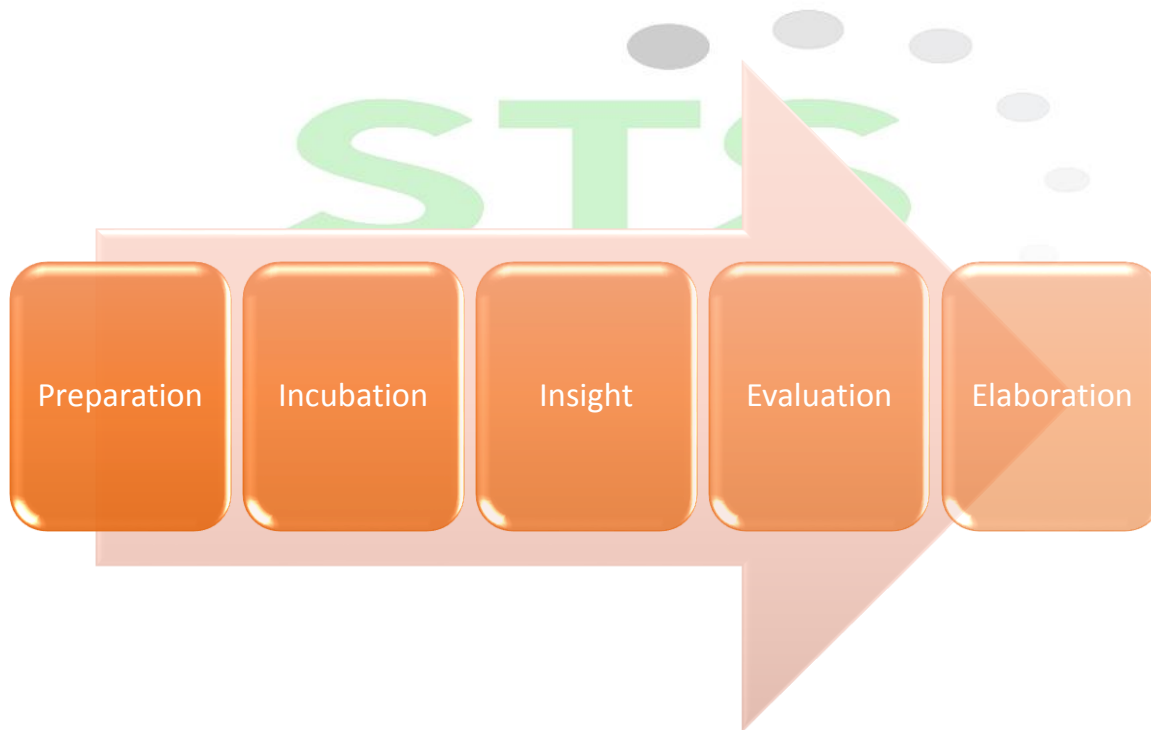 STS
Preparation
Incubation
Insight
Evaluation
Elaboration